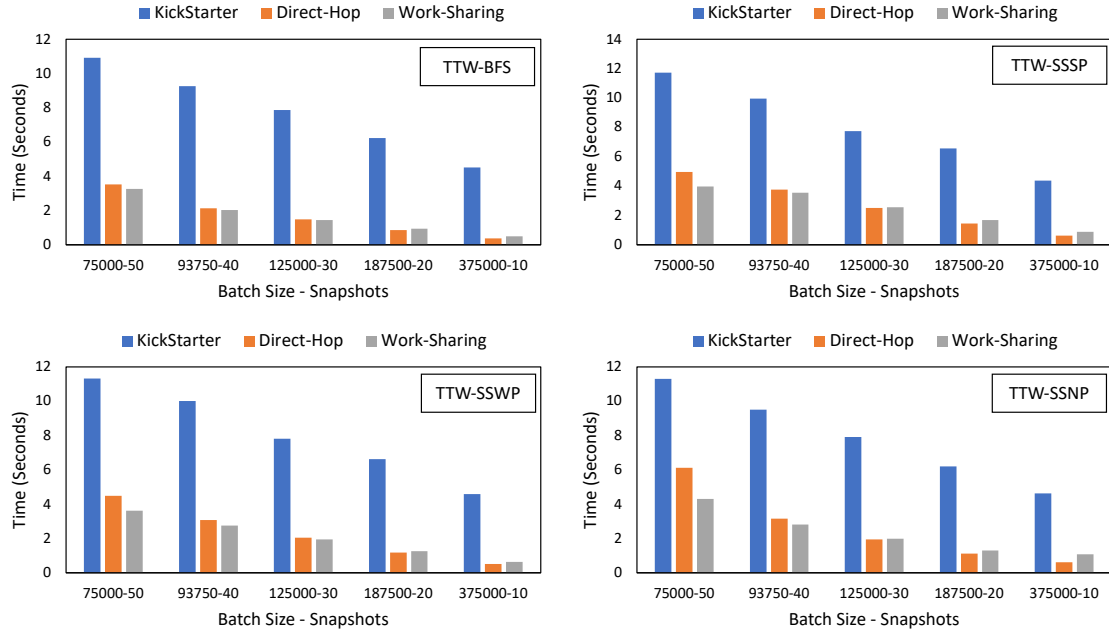 KickStarter Direct-Hop Work-Sharing
12
10
8
6
4
2
0
Time (Seconds)
TTW-BFS
75000-50 93750-40 125000-30 187500-20 375000-10
Batch Size - Snapshots
KickStarter Direct-Hop Work-Sharing
14
12
10
8
6
4
2
0
Time (Seconds)
TTW-SSSP
75000-50 93750-40 125000-30 187500-20 375000-10
Batch Size - Snapshots
KickStarter Direct-Hop Work-Sharing
12
10
8
6
4
2
0
Time (Seconds)
TTW-SSWP
75000-50 93750-40 125000-30 187500-20 375000-10
Batch Size - Snapshots
KickStarter Direct-Hop Work-Sharing
12
10
8
6
4
2
0
Time (Seconds)
TTW-SSNP
75000-50 93750-40 125000-30 187500-20 375000-10
Batch Size - Snapshots